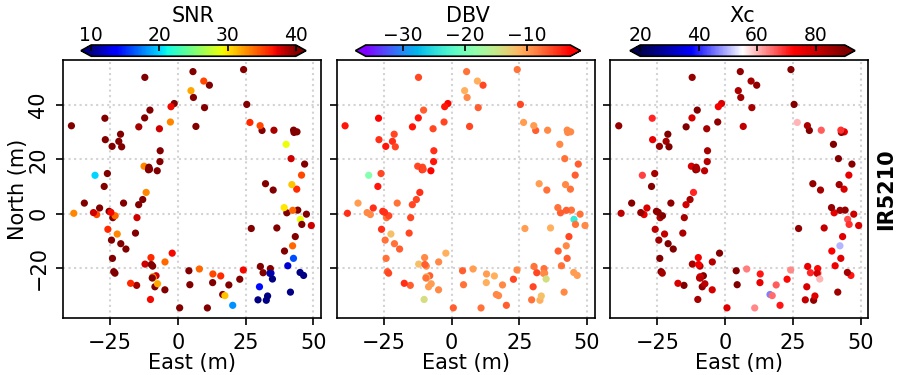 SNR DBV Xc
10 20 30 40 −30 −20 −10 20 40 60 80
North (m)
40
20
0
−20
IR5210
−25 0 25 50 −25 0 25 50 −25 0 25 50
East (m) East (m) East (m)